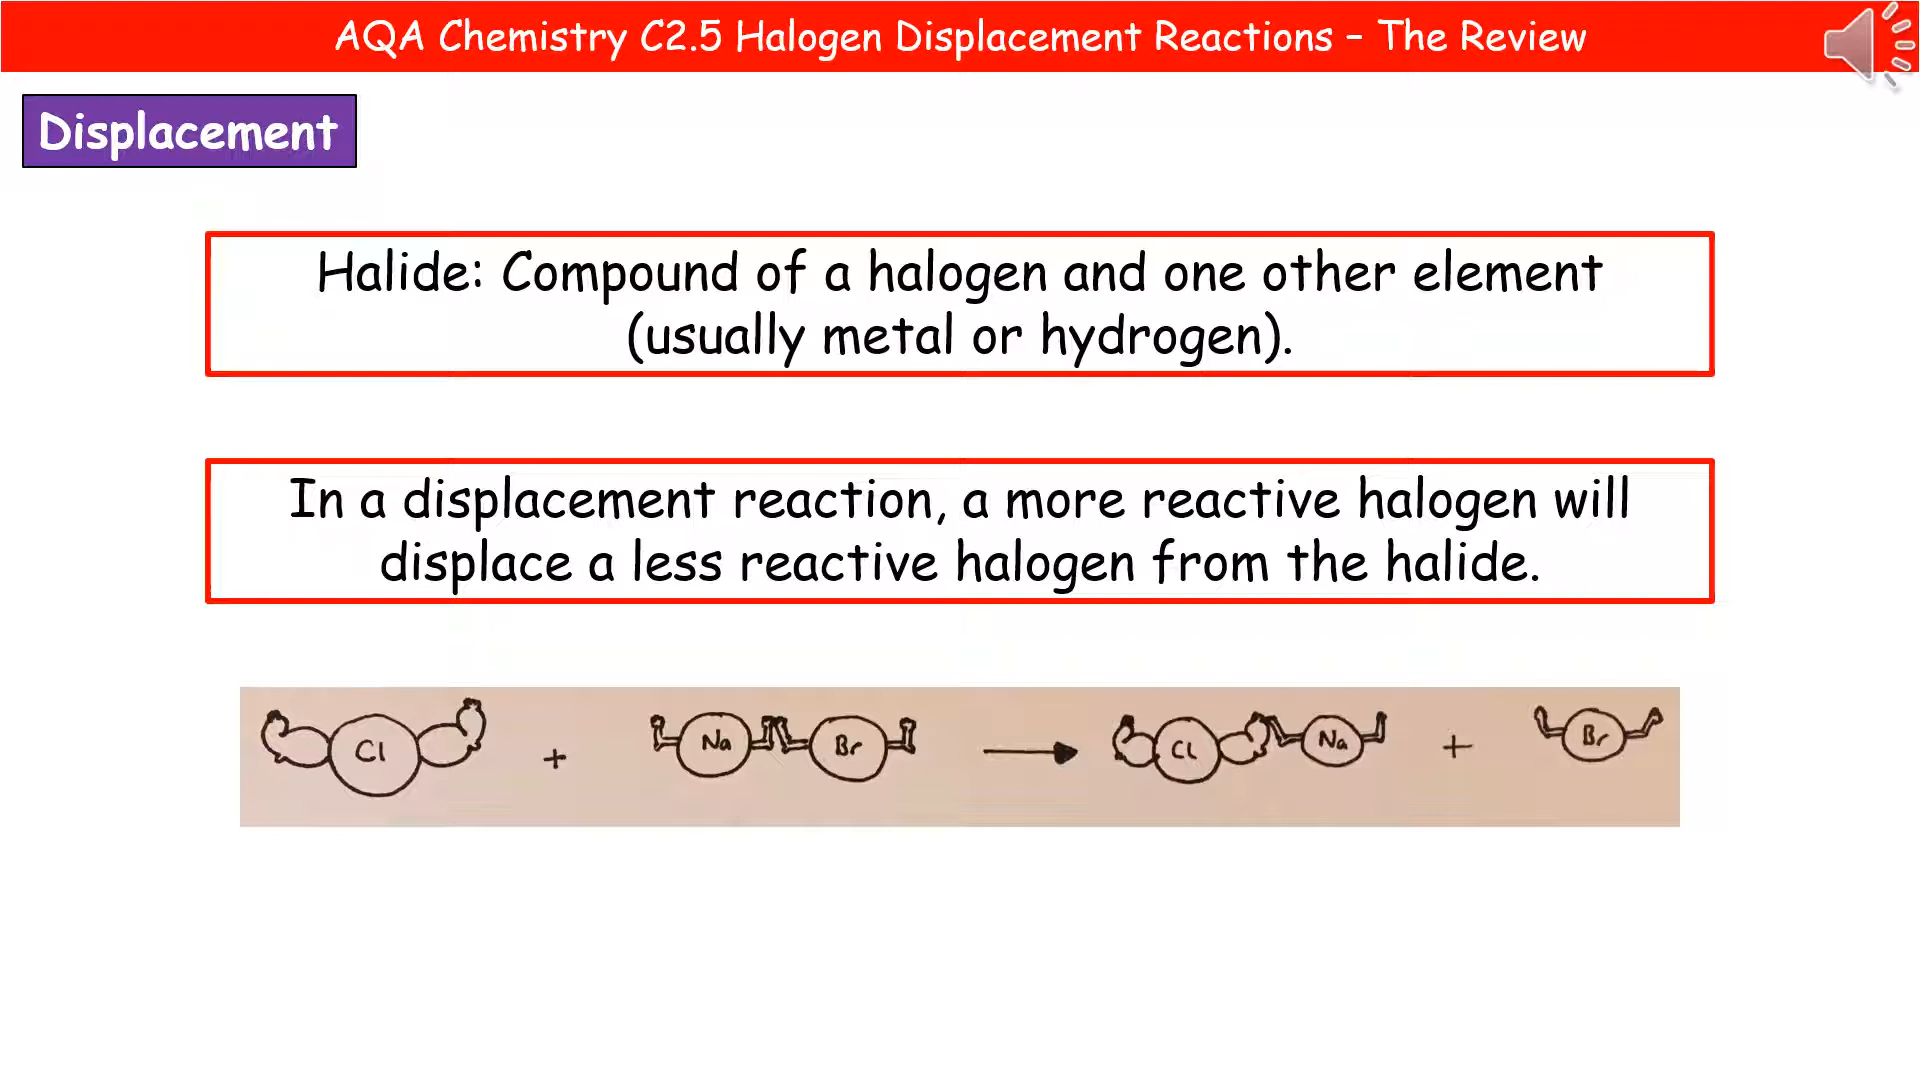 AQA Chemistry C2.5 Halogen Displacement Reactions – The Review
Displacement
Halide: Compound of a halogen and one other element
(usually metal or hydrogen).
In a displacement reaction, a more reactive halogen will
displace a less reactive halogen from the halide.
Cl + Na Br → Cl Na + Br